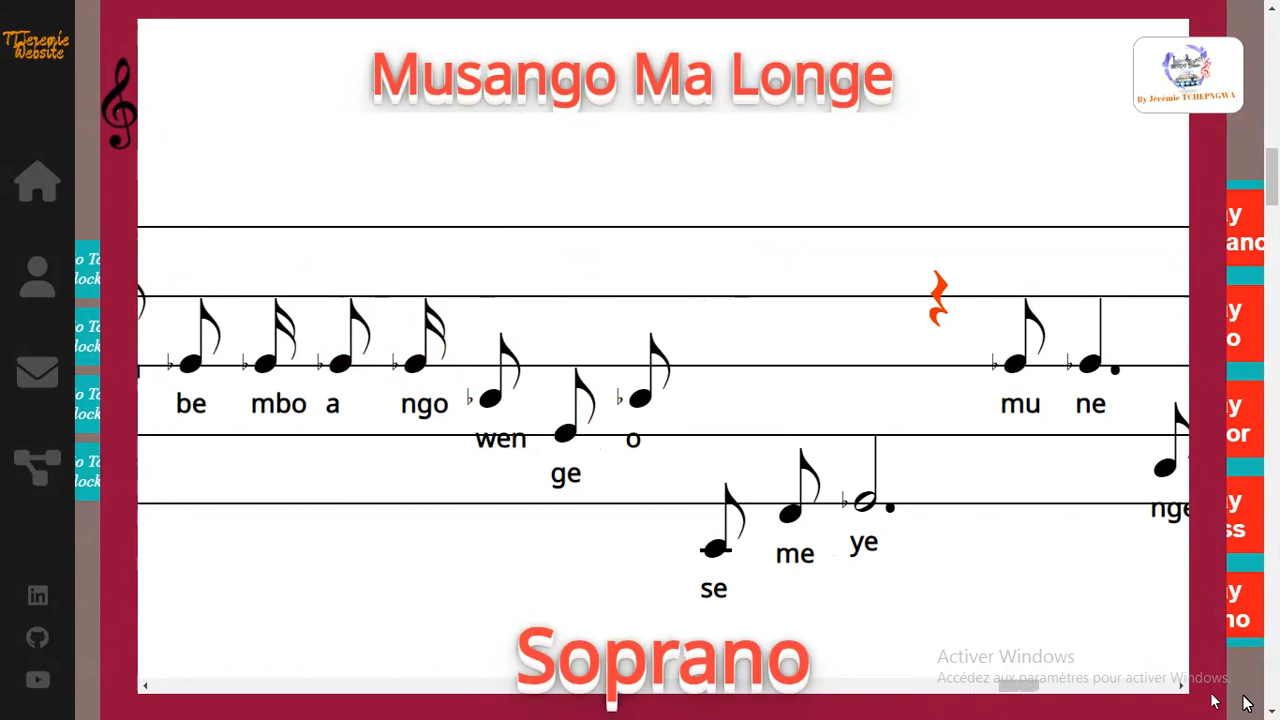 TTJeremie
Website
Musango Ma Longe
By Jérémie TCHEPNGWA
be mbo a ngo
wen o
ge
se
me
ye
mu ne
nge
Soprano
Activer Windows
Accédez aux paramètres pour activer Windows.